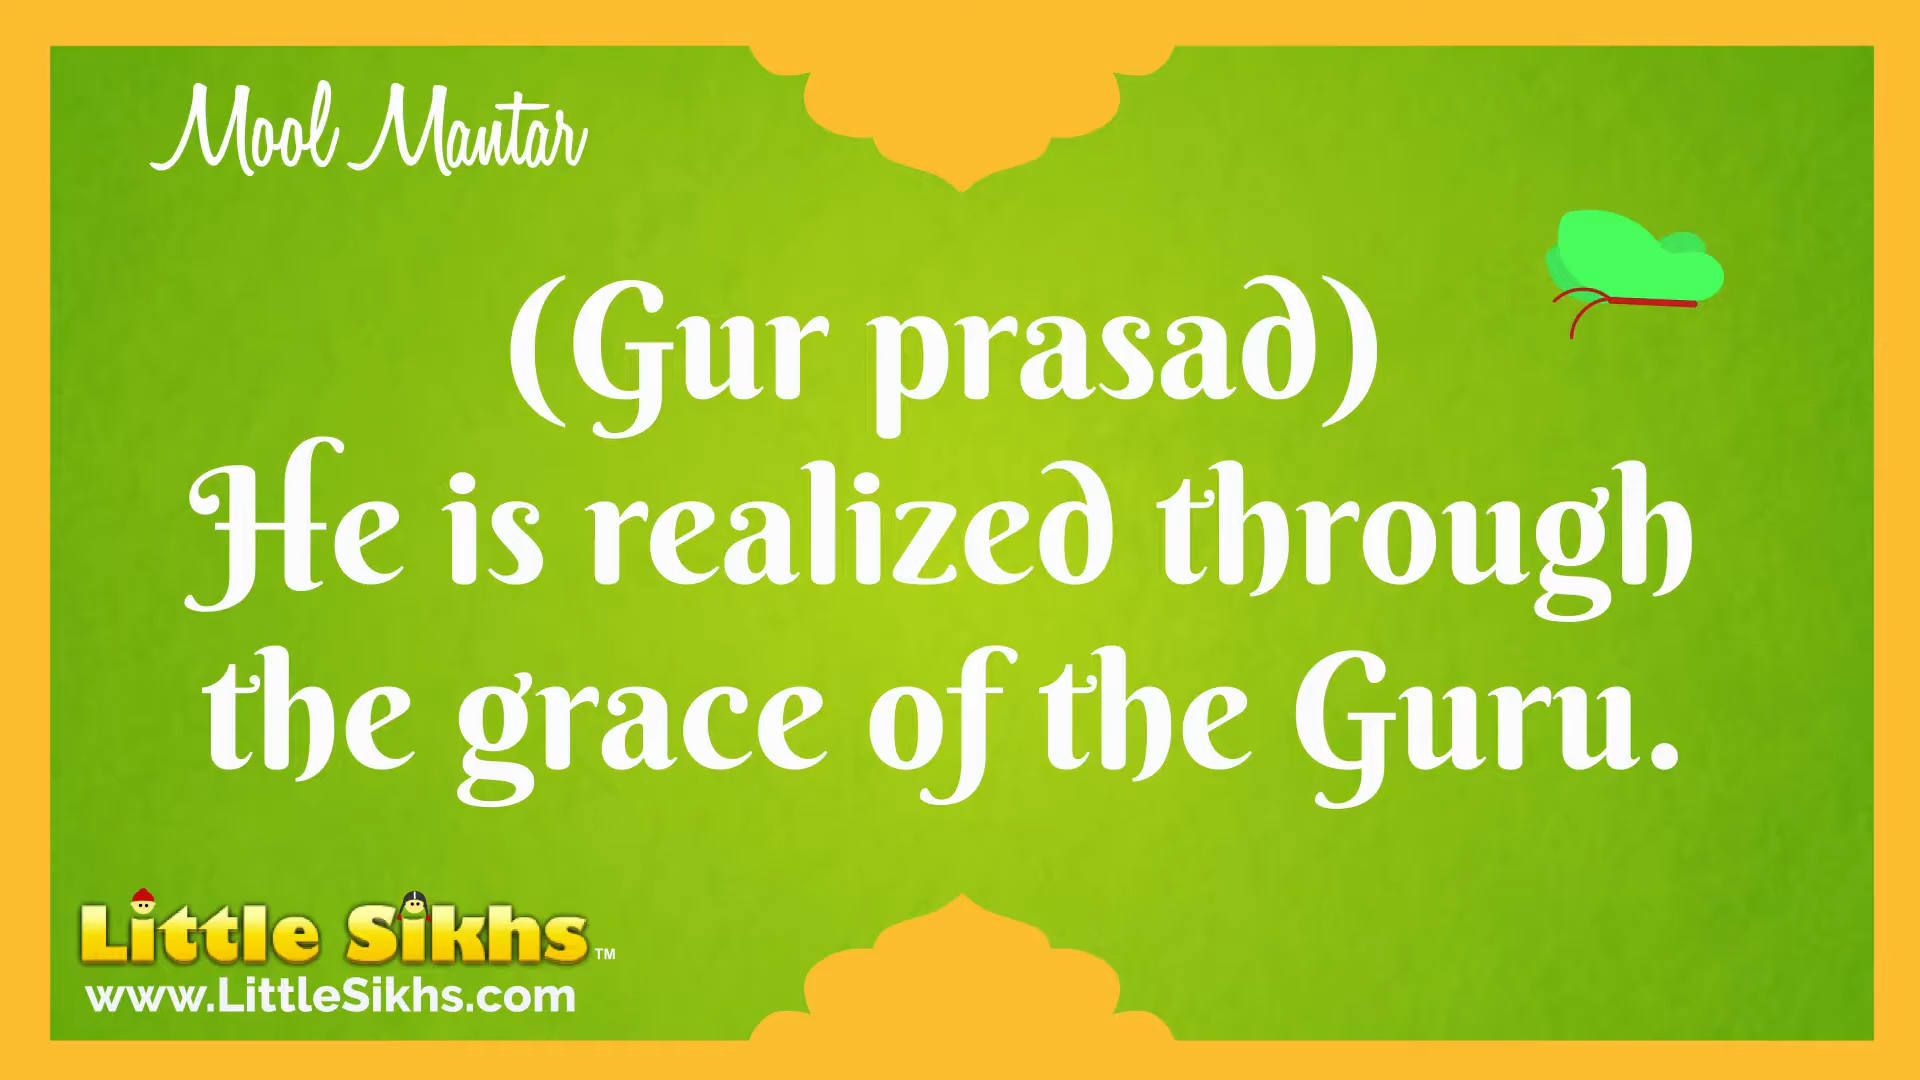 Mool Mantar
(Gur prasad)
He is realized through
the grace of the Guru.
Little Sikhs™
www.LittleSikhs.com